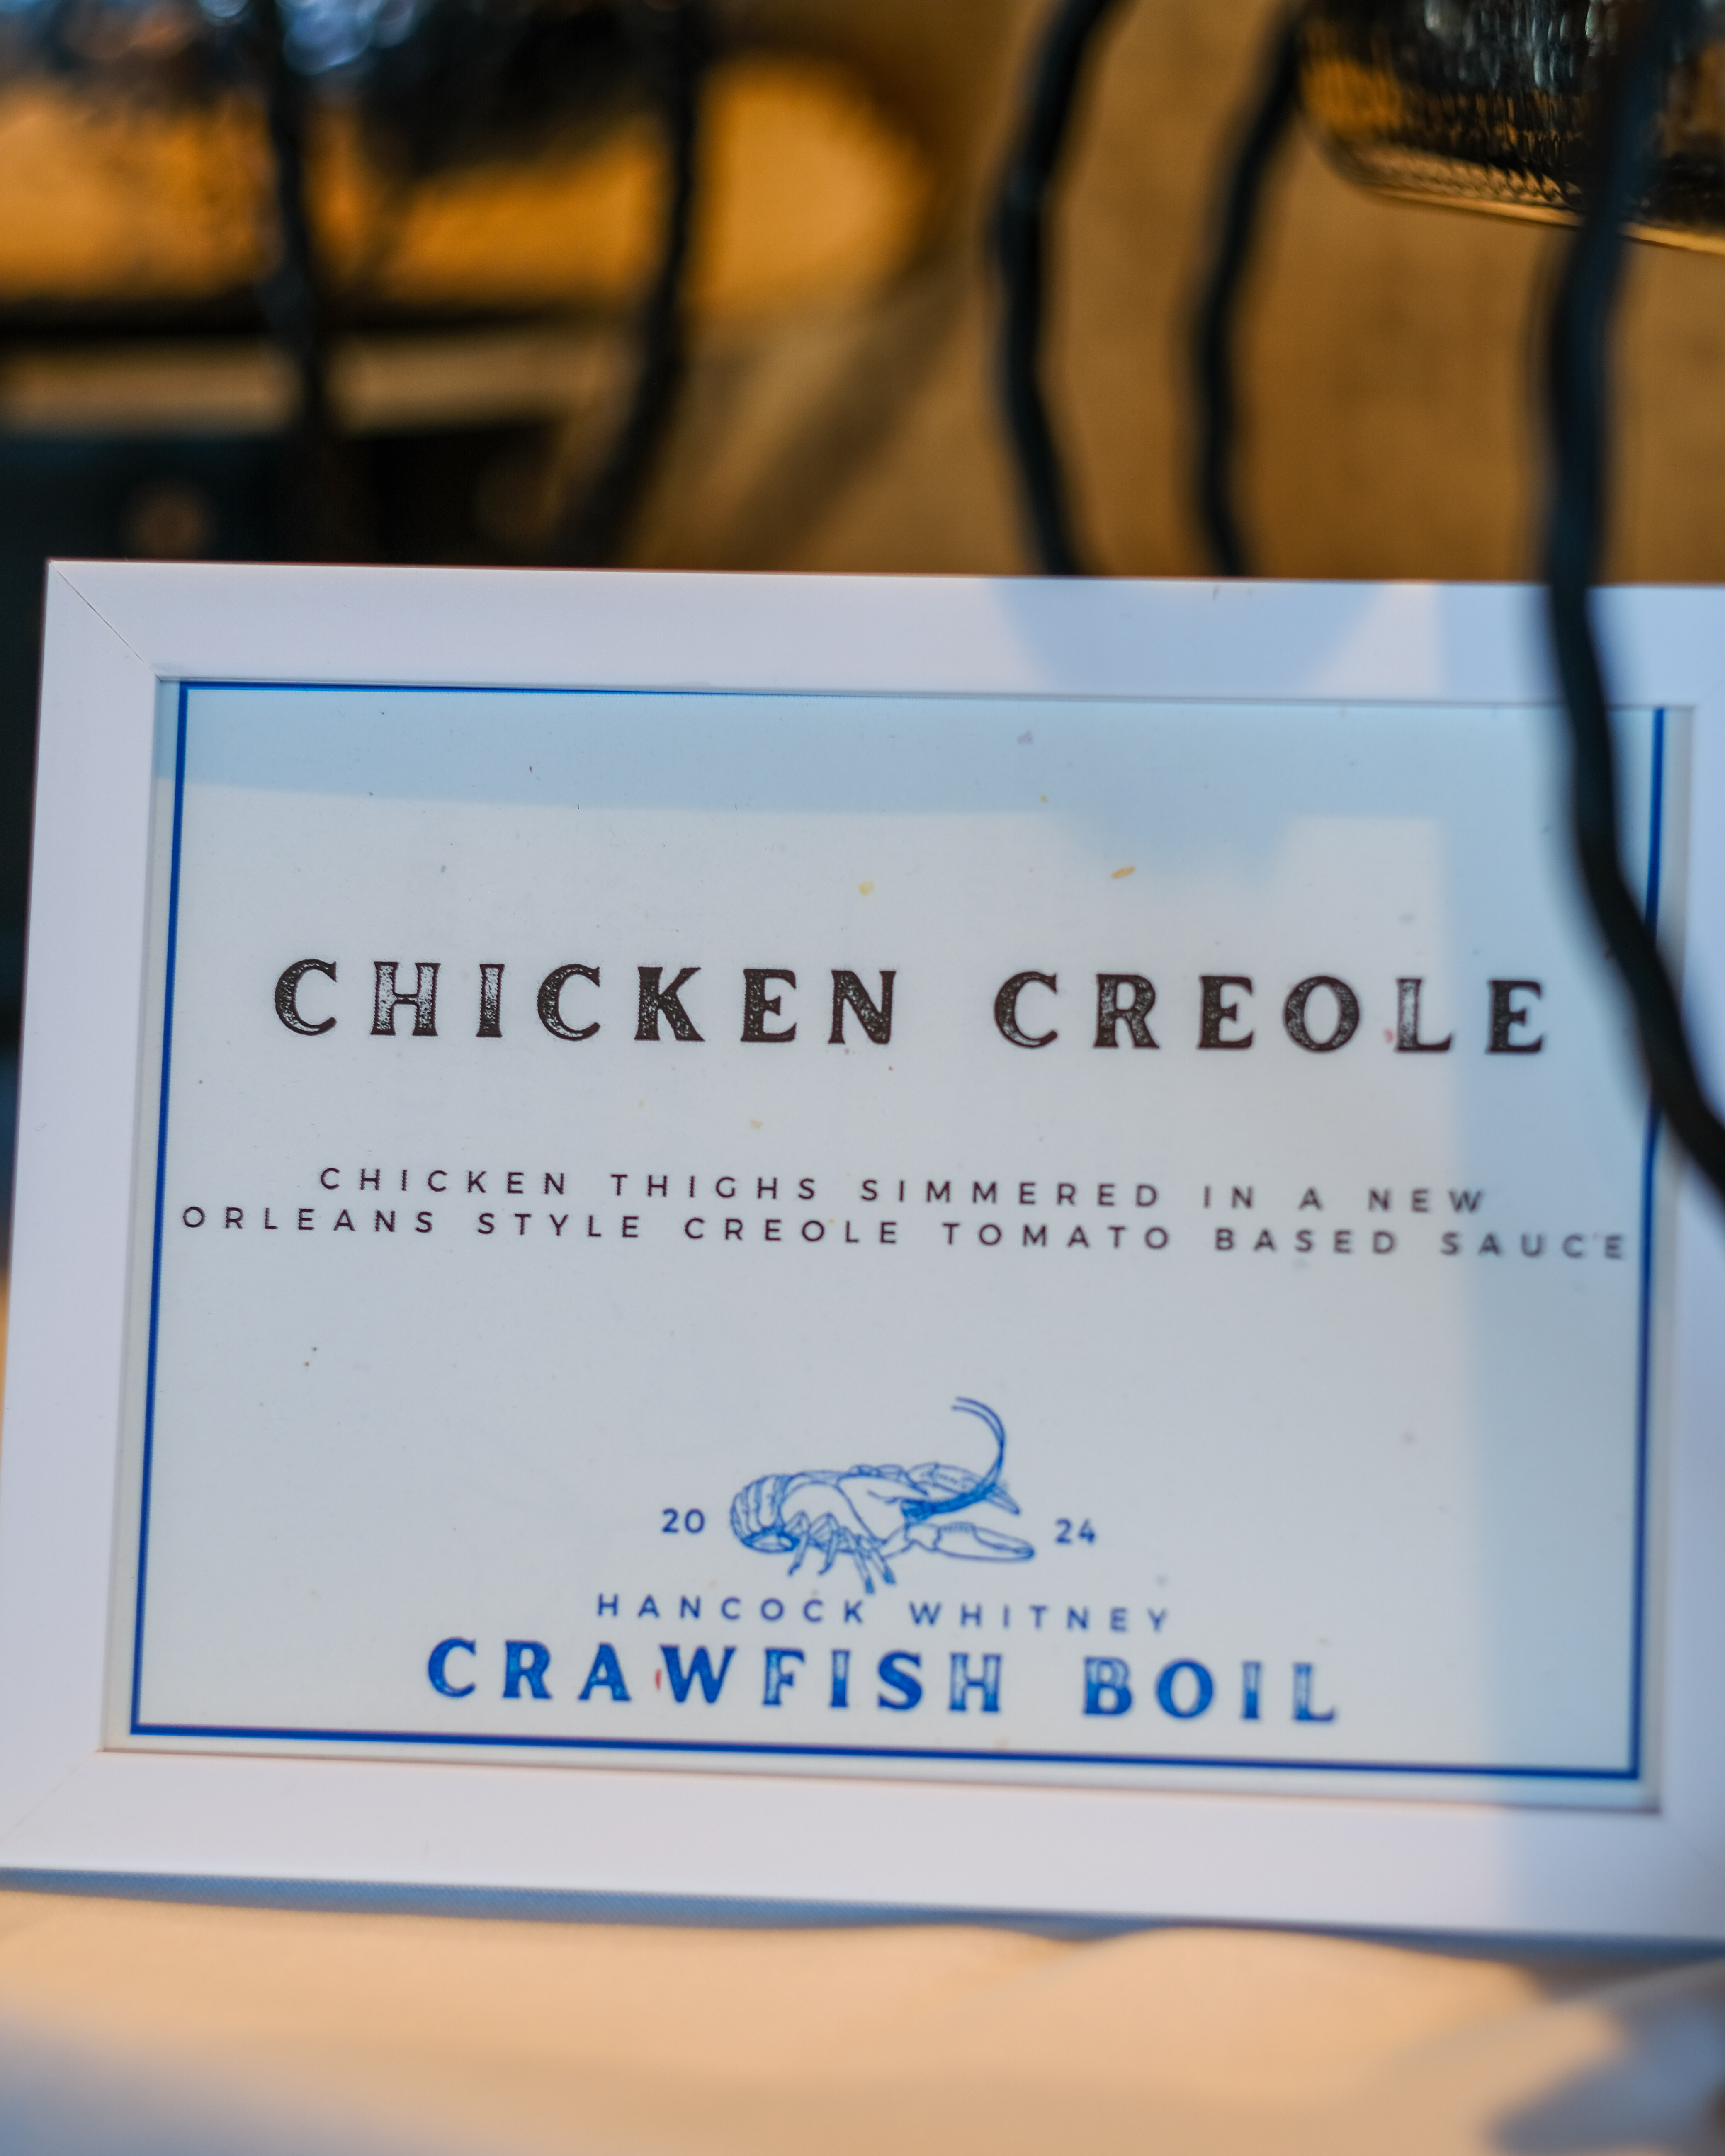 CHICKEN CREOLE
CHICKEN THIGHS SIMMERED IN A NEW
ORLEANS STYLE CREOLE TOMATO BASED SAUCE
20 24
HANCOCK WHITNEY
CRAWFISH BOIL